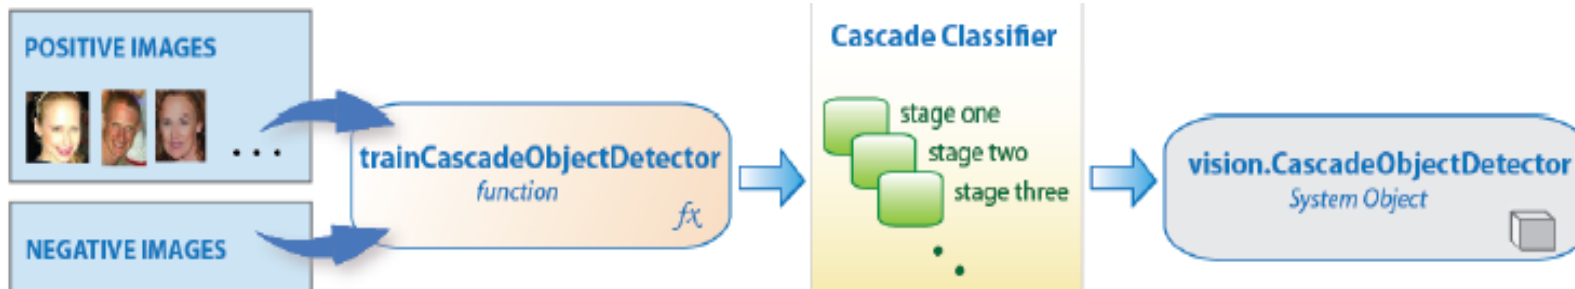 POSITIVE IMAGES
. . .
NEGATIVE IMAGES
trainCascadeObjectDetector
function
fx
Cascade Classifier
stage one
stage two
stage three
vision.CascadeObjectDetector
System Object